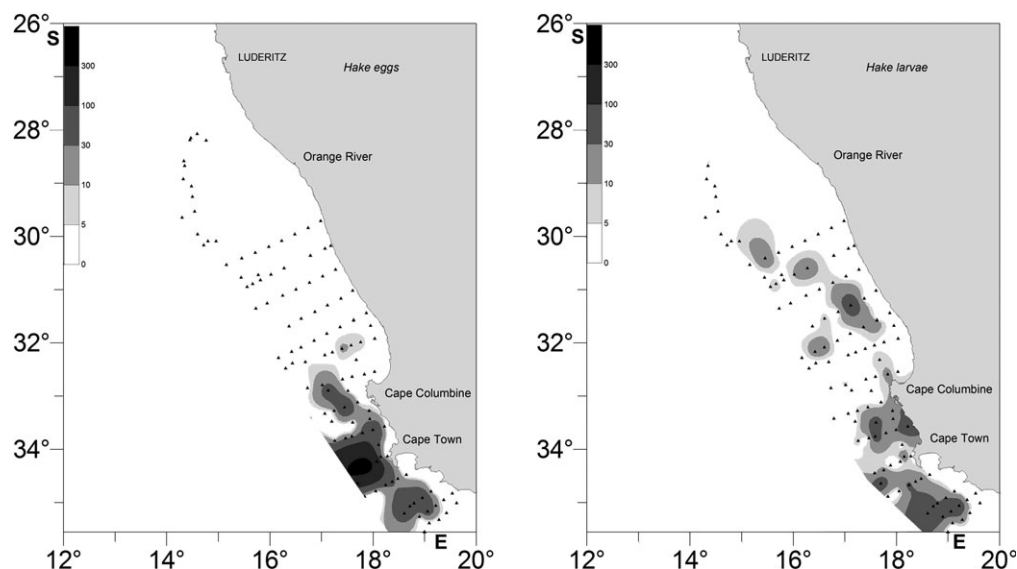 26°
S
28°
30°
32°
34°
300
100
30
10
5
0
LUDERITZ
Hake eggs
Orange River
Cape Columbine
Cape Town
E
12° 14° 16° 18° 20°
26°
S
28°
30°
32°
34°
300
100
30
10
5
0
LUDERITZ
Hake larvae
Orange River
Cape Columbine
Cape Town
E
12° 14° 16° 18° 20°